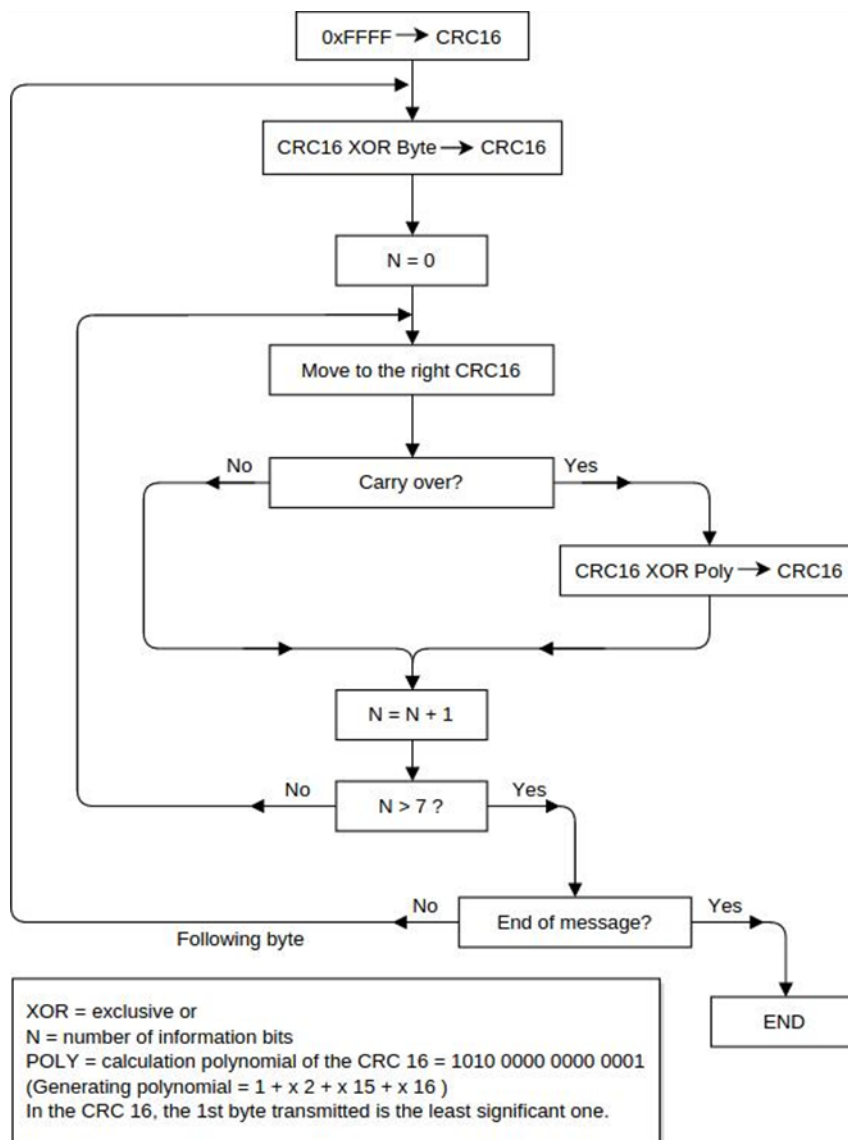 0xFFFF → CRC16
CRC16 XOR Byte → CRC16
N = 0
Move to the right CRC16
No
Carry over?
Yes
CRC16 XOR Poly → CRC16
N = N + 1
No
N > 7 ?
Yes
No
End of message?
Yes
Following byte
END
XOR = exclusive or
N = number of information bits
POLY = calculation polynomial of the CRC 16 = 1010 0000 0000 0001
(Generating polynomial = 1 + x 2 + x 15 + x 16 )
In the CRC 16, the 1st byte transmitted is the least significant one.